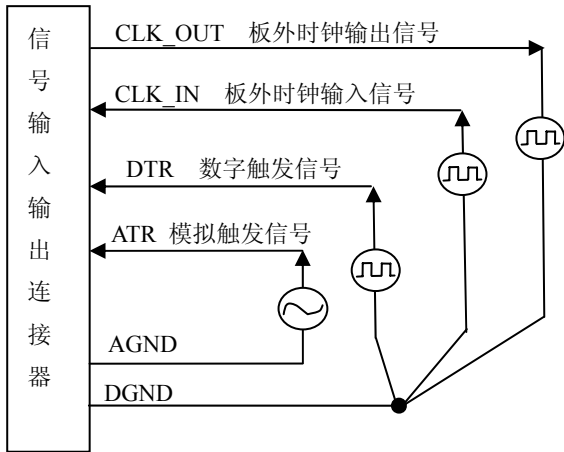 信号输入输出连接器
CLK_OUT 板外时钟输出信号
CLK_IN 板外时钟输入信号
DTR 数字触发信号
ATR 模拟触发信号
AGND
DGND